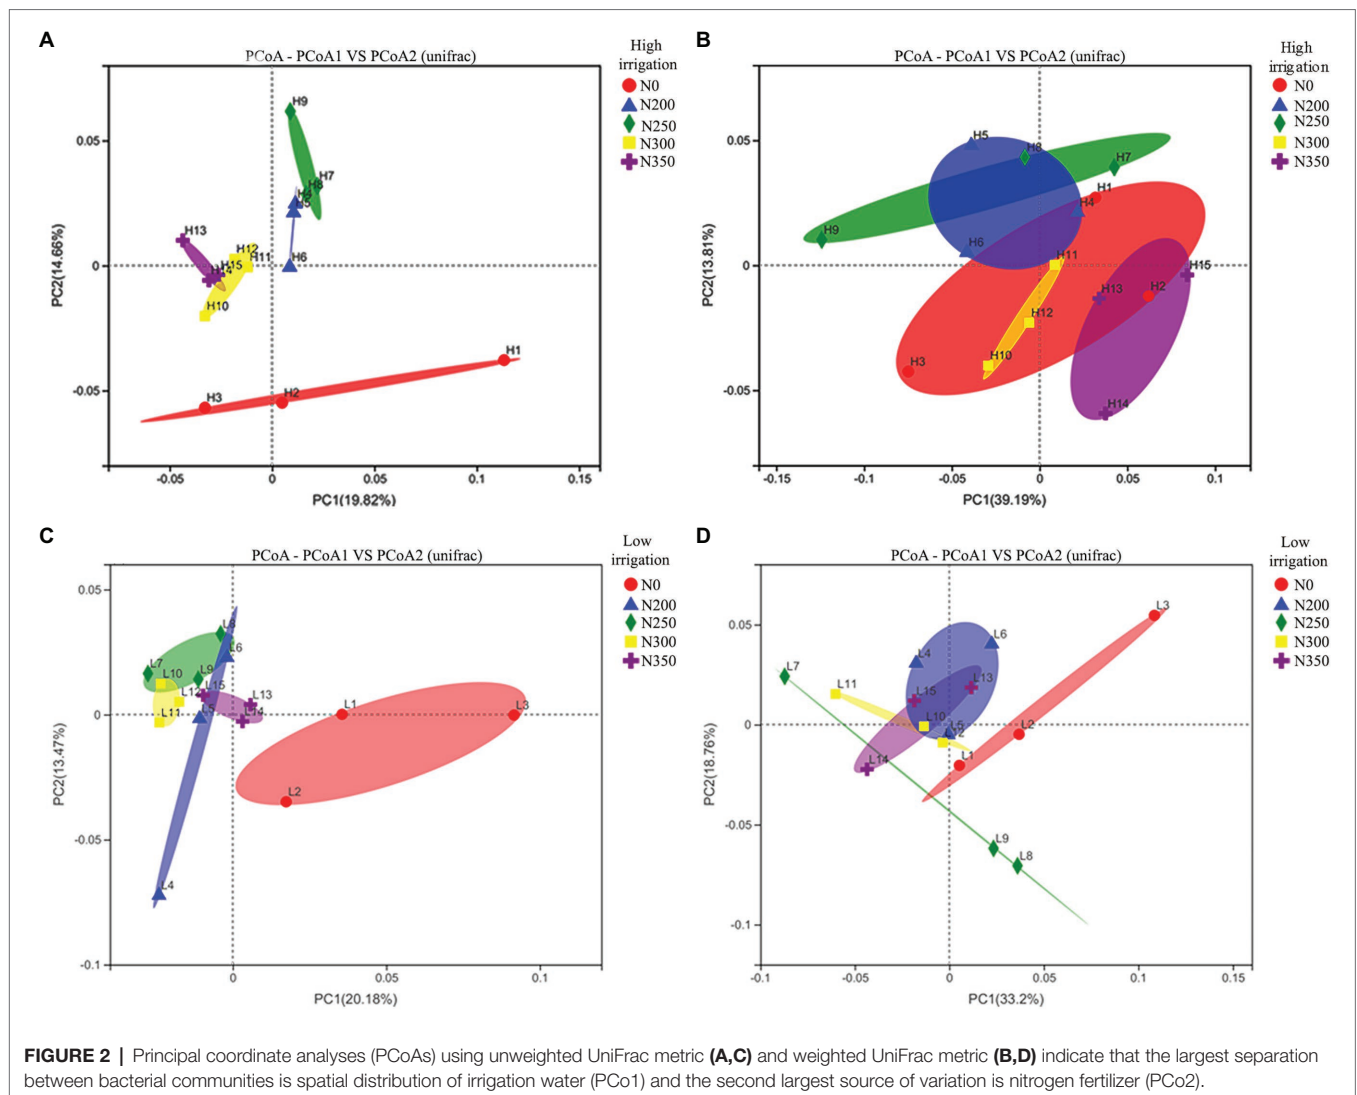 A
PCoA - PCoA1 VS PCoA2 (unifrac)
High
irrigation
N0
N200
N250
N300
N350
0.05
0
-0.05
PC2(14.66%)
H9
H7
H8
H4
H5
H6
H13
H12
H11
H15
H14
H10
H1
H2
H3
-0.05
0
0.05
0.1
0.15
PC1(19.82%)
B
PCoA - PCoA1 VS PCoA2 (unifrac)
High
irrigation
N0
N200
N250
N300
N350
0.05
0
-0.05
PC2(13.81%)
H5
H8
H7
H1
H4
H9
H6
H11
H15
H13
H2
H12
H10
H3
H14
-0.15
-0.1
-0.05
0
0.05
0.1
PC1(39.19%)
C
PCoA - PCoA1 VS PCoA2 (unifrac)
Low
irrigation
N0
N200
N250
N300
N350
0.05
0
-0.05
-0.1
PC2(13.47%)
L8
L6
L7
L9
L10
L12
L15
L13
L11
L5
L14
L1
L3
L2
L4
0
0.05
0.1
PC1(20.18%)
D
PCoA - PCoA1 VS PCoA2 (unifrac)
Low
irrigation
N0
N200
N250
N300
N350
0.05
0
-0.05
-0.1
PC2(18.76%)
L3
L6
L4
L7
L13
L11
L15
L10
L5
L2
L14
L1
L9
L8
-0.1
-0.05
0
0.05
0.1
0.15
PC1(33.2%)
FIGURE 2 | Principal coordinate analyses (PCoAs) using unweighted UniFrac metric (A,C) and weighted UniFrac metric (B,D) indicate that the largest separation
between bacterial communities is spatial distribution of irrigation water (PCo1) and the second largest source of variation is nitrogen fertilizer (PCo2).